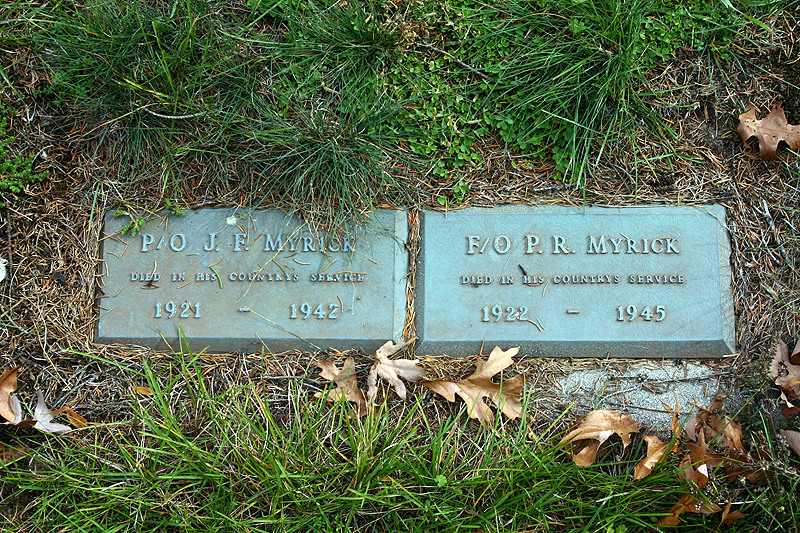 P/O J. F. MYRICK
DIED IN HIS COUNTRYS SERVICE
1921 - 1942
F/O P. R. MYRICK
DIED IN HIS COUNTRYS SERVICE
1922 - 1945